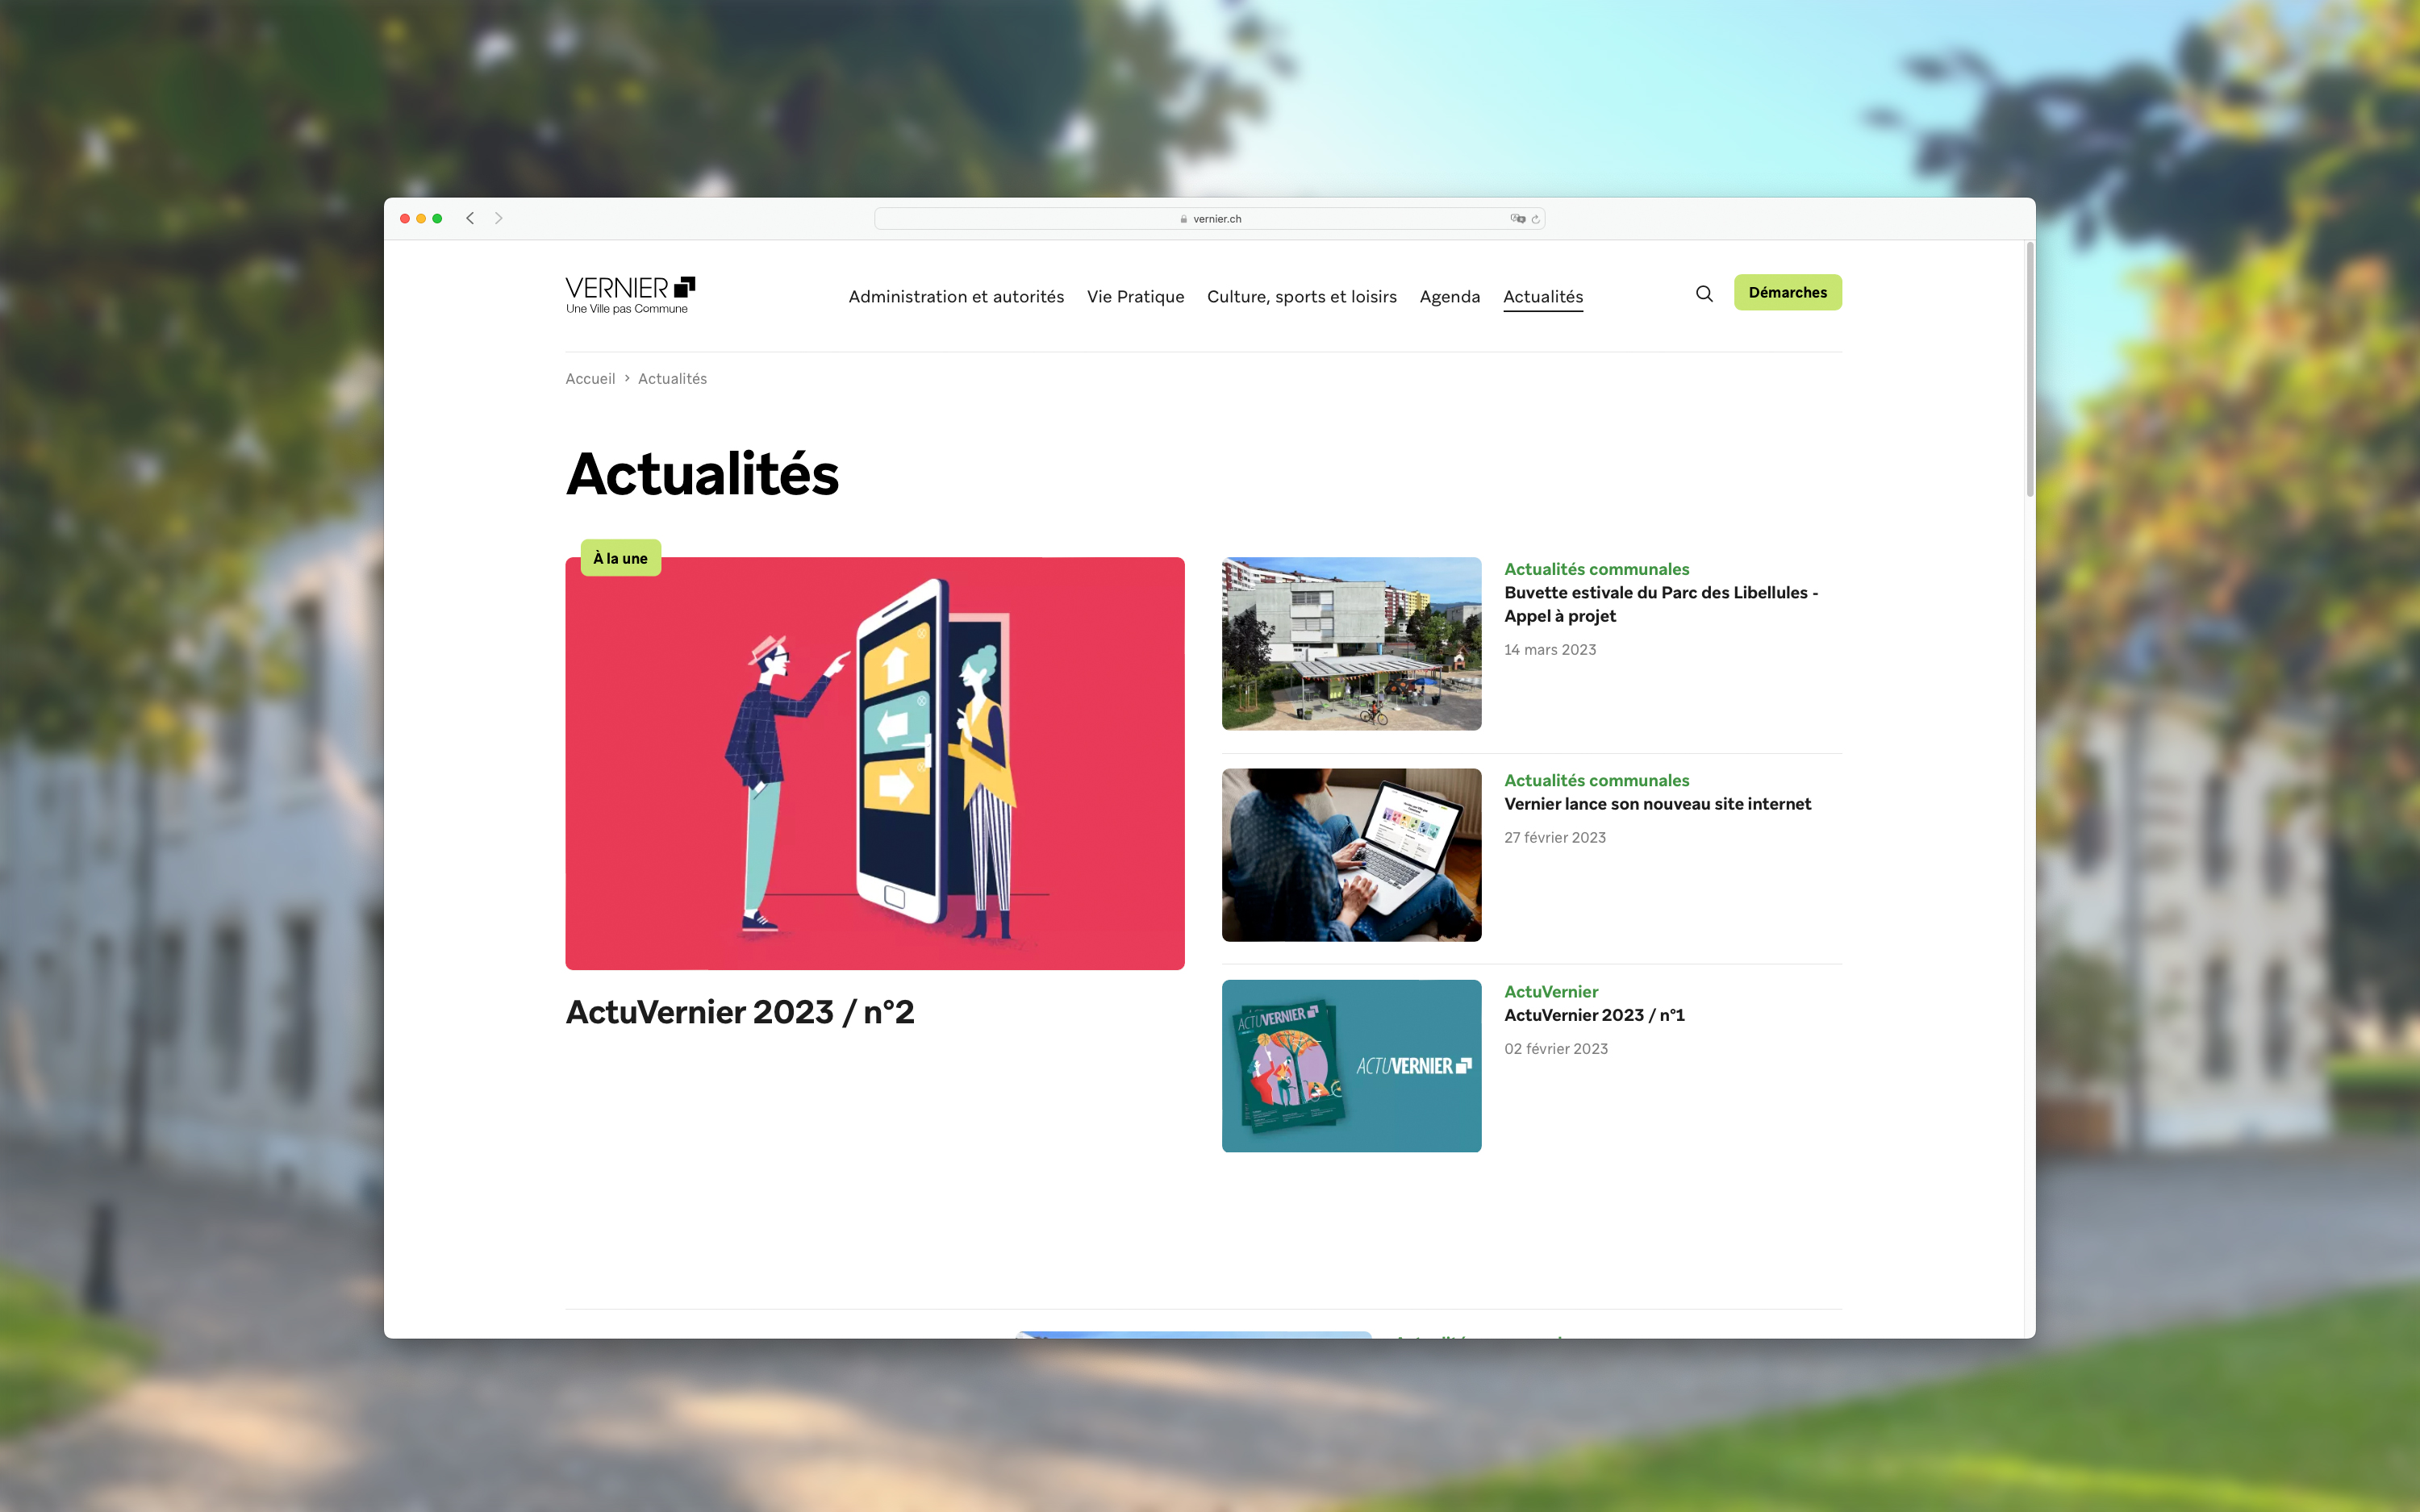 vernier.ch
VERNIER
Une Ville pas Commune
Administration et autorités
Vie Pratique
Culture, sports et loisirs
Agenda
Actualités
Démarches
Accueil > Actualités
Actualités
À la une
ActuVernier 2023 / n°2
Actualités communales
Buvette estivale du Parc des Libellules -
Appel à projet
14 mars 2023
Actualités communales
Vernier lance son nouveau site internet
27 février 2023
ACTUVERNIER
ACTUVERNIER
ActuVernier
ActuVernier 2023 / n°1
02 février 2023